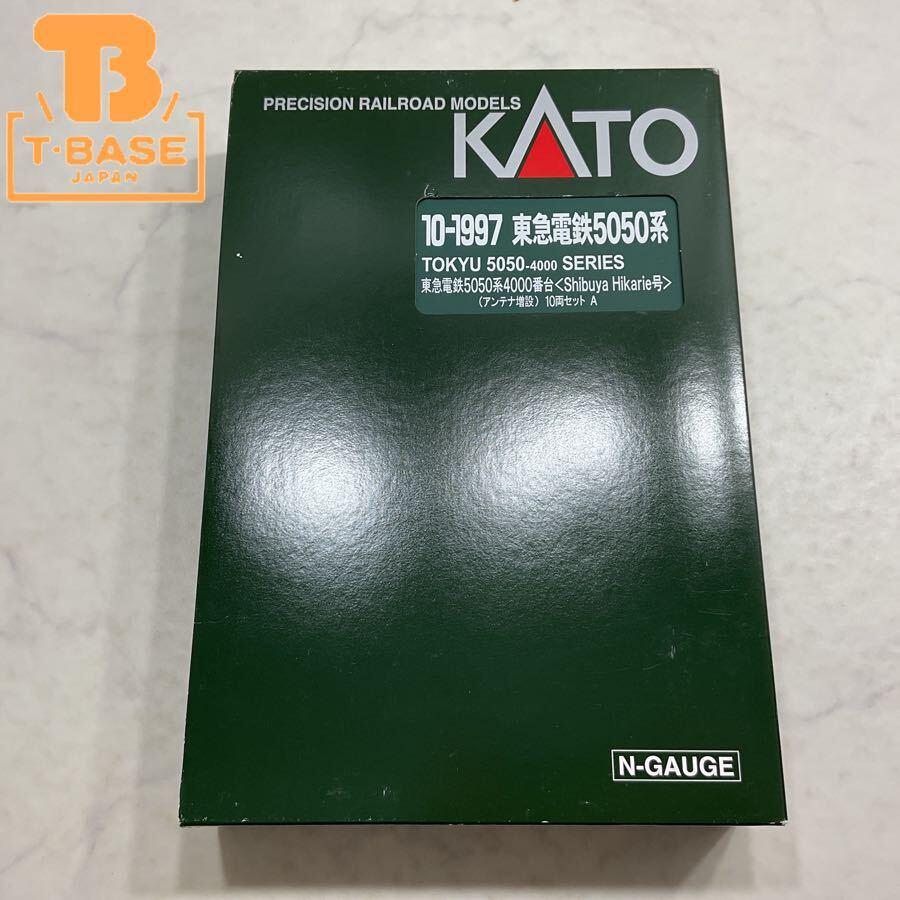 TB
T·BASE
JAPAN
PRECISION RAILROAD MODELS
KATO
10-1997 東急電鉄5050系
TOKYU 5050-4000 SERIES
東急電鉄5050系4000番台<Shibuya Hikarie号>
(アンテナ増設) 10両セット A
N-GAUGE